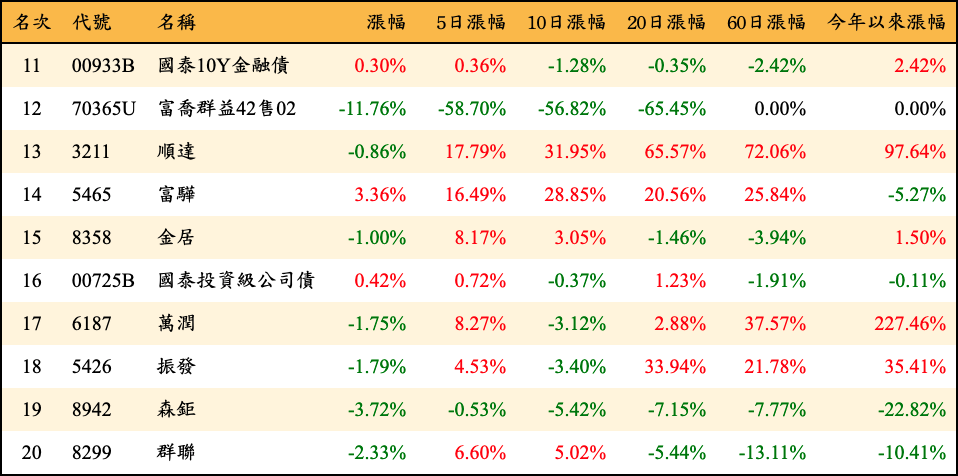 名次 代號 名稱 漲幅 5日漲幅 10日漲幅 20日漲幅 60日漲幅 今年以來漲幅
11 00933B 國泰10Y金融債 0.30% 0.36% -1.28% -0.35% -2.42% 2.42%
12 70365U 富喬群益42售02 -11.76% -58.70% -56.82% -65.45% 0.00% 0.00%
13 3211 順達 -0.86% 17.79% 31.95% 65.57% 72.06% 97.64%
14 5465 富驊 3.36% 16.49% 28.85% 20.56% 25.84% -5.27%
15 8358 金居 -1.00% 8.17% 3.05% -1.46% -3.94% 1.50%
16 00725B 國泰投資級公司債 0.42% 0.72% -0.37% 1.23% -1.91% -0.11%
17 6187 萬潤 -1.75% 8.27% -3.12% 2.88% 37.57% 227.46%
18 5426 振發 -1.79% 4.53% -3.40% 33.94% 21.78% 35.41%
19 8942 森鉅 -3.72% -0.53% -5.42% -7.15% -7.77% -22.82%
20 8299 群聯 -2.33% 6.60% 5.02% -5.44% -13.11% -10.41%